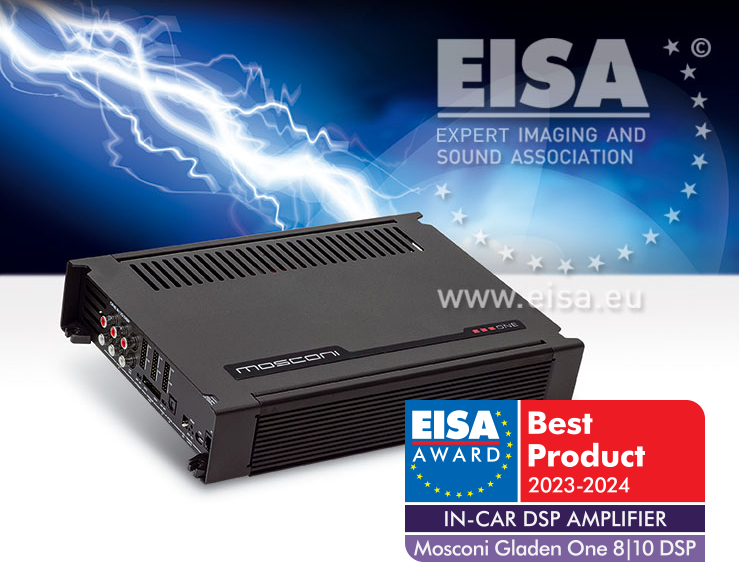 EISA ©
EXPERT IMAGING AND
SOUND ASSOCIATION
www.eisa.eu
ONE
mosconi
EISA
AWARD
Best
Product
2023-2024
IN-CAR DSP AMPLIFIER
Mosconi Gladen One 8|10 DSP